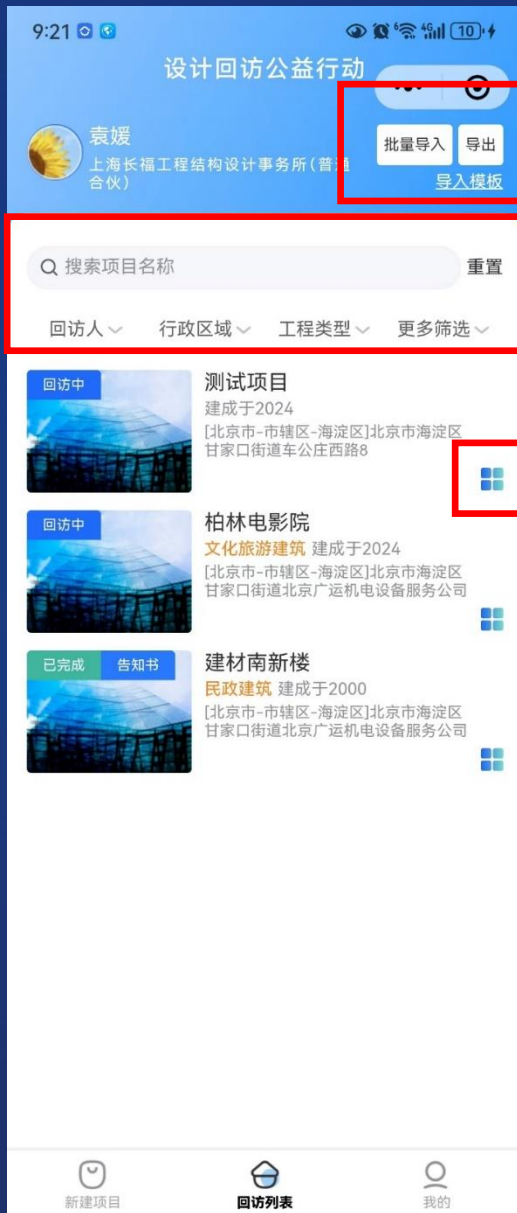 9:21
4G
10
设计回访公益行动
袁媛
上海长福工程结构设计事务所(普通
合伙)
批量导入 导出
导入模板
搜索项目名称 重置
回访人 行政区域 工程类型 更多筛选
回访中
测试项目
建成于2024
[北京市-市辖区-海淀区]北京市海淀区
甘家口街道车公庄西路8
回访中
柏林电影院
文化旅游建筑 建成于2024
[北京市-市辖区-海淀区]北京市海淀区
甘家口街道北京广运机电设备服务公司
已完成 告知书
建材南新楼
民政建筑 建成于2000
[北京市-市辖区-海淀区]北京市海淀区
甘家口街道北京广运机电设备服务公司
新建项目 回访列表 我的